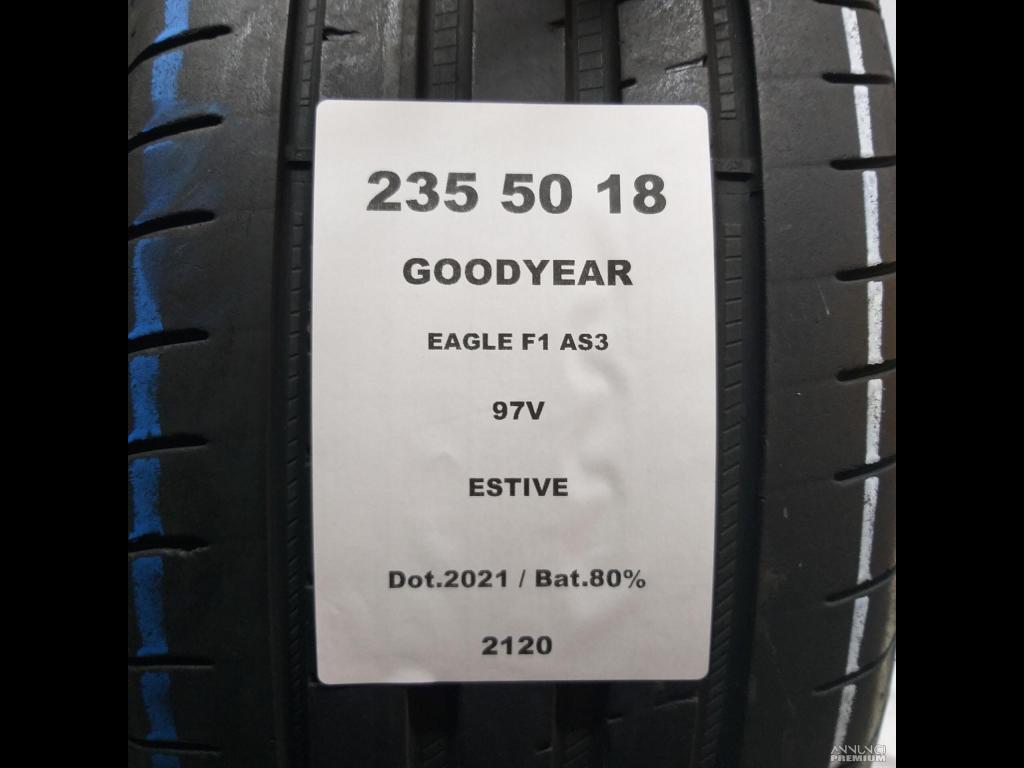 235 50 18
GOODYEAR
EAGLE F1 AS3
97V
ESTIVE
Dot.2021 / Bat.80%
2120
ANNUNCI
PREMIUM